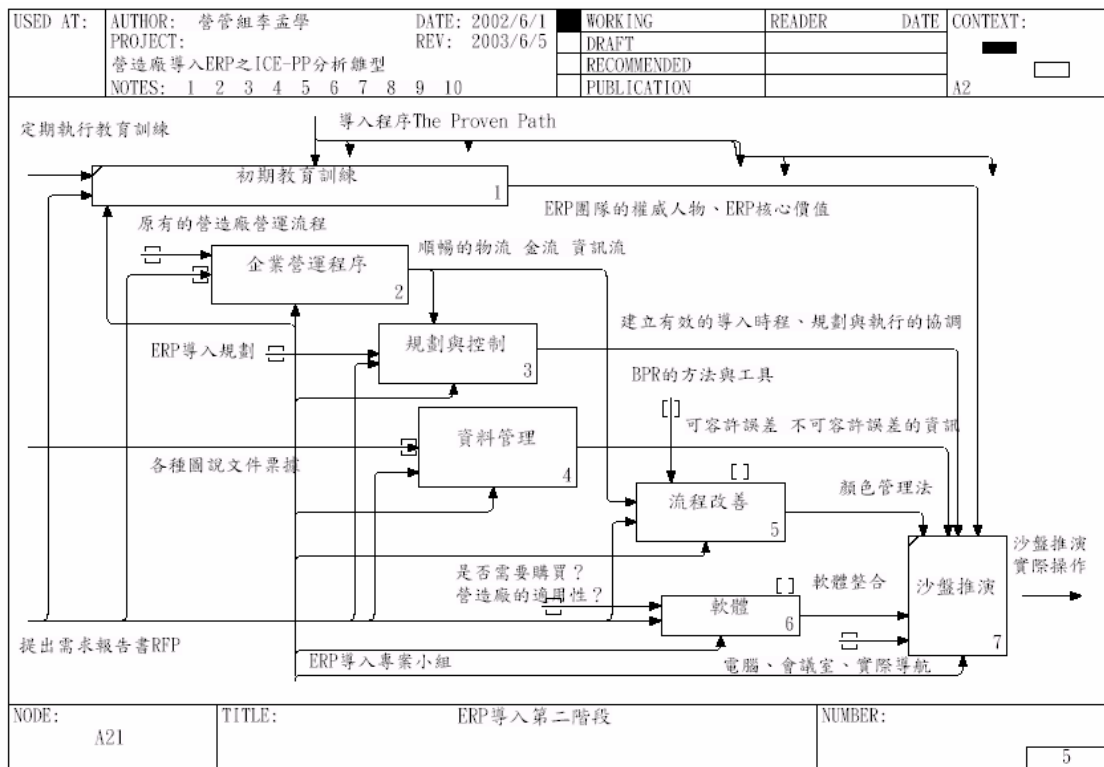 USED AT:
AUTHOR: 營管組李孟學
DATE: 2002/6/1
PROJECT:
REV: 2003/6/5
營造廠導入ERP之ICE-PP分析雛型
NOTES: 1 2 3 4 5 6 7 8 9 10
WORKING
DRAFT
RECOMMENDED
PUBLICATION
READER
DATE
CONTEXT:
A2
定期執行教育訓練
導入程序The Proven Path
初期教育訓練
1
ERP團隊的權威人物、ERP核心價值
原有的營造廠營運流程
企業營運程序
2
順暢的物流 金流 資訊流
建立有效的導入時程、規劃與執行的協調
ERP導入規劃
規劃與控制
3
BPR的方法與工具
可容許誤差 不可容許誤差的資訊
資料管理
4
各種圖說文件票據
流程改善
5
顏色管理法
沙盤推演
實際操作
是否需要購買?
營造廠的適用性?
軟體整合
軟體
6
沙盤推演
7
提出需求報告書RFP
ERP導入專案小組
電腦、會議室、實際導航
NODE:
A21
TITLE:
ERP導入第二階段
NUMBER:
5